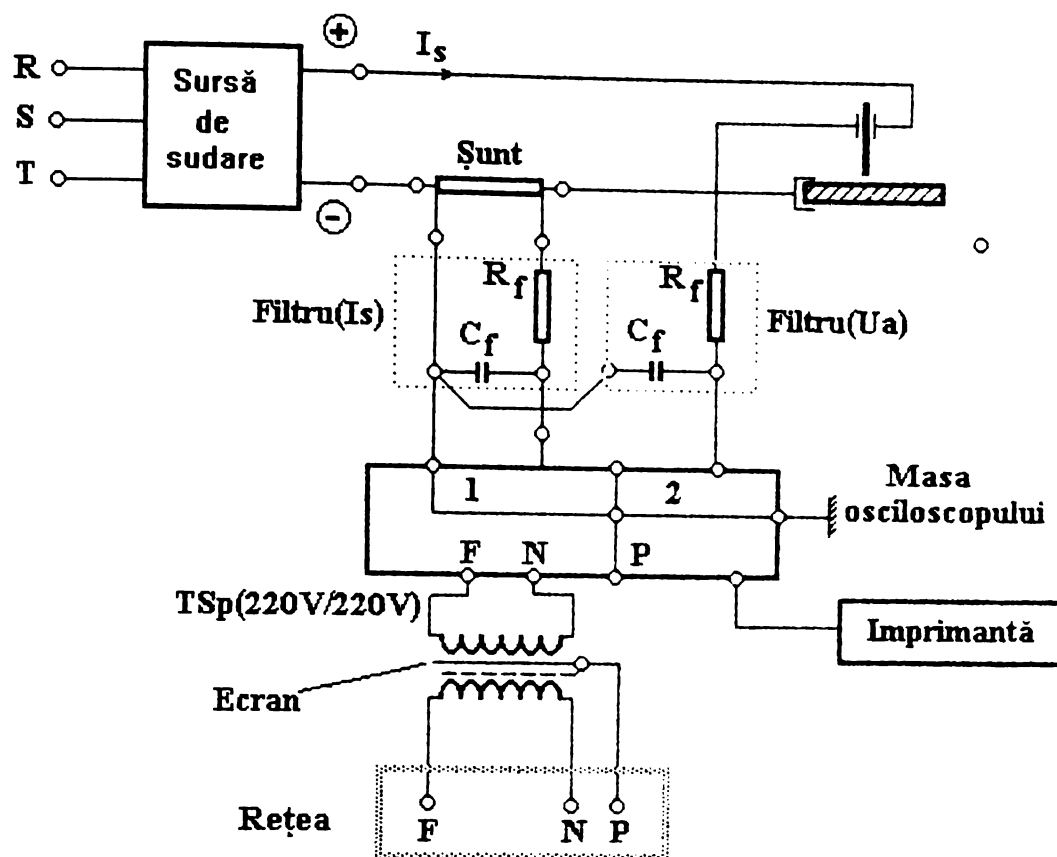 R
S
T
Sursă
de
sudare
+
-
Is
Șunt
Filtru(Is)
Rf
Cf
Rf
Cf
Filtru(Ua)
1
2
F
N
P
Masa
osciloscopului
TSp(220V/220V)
Imprimantă
Ecran
Rețea
F
N
P